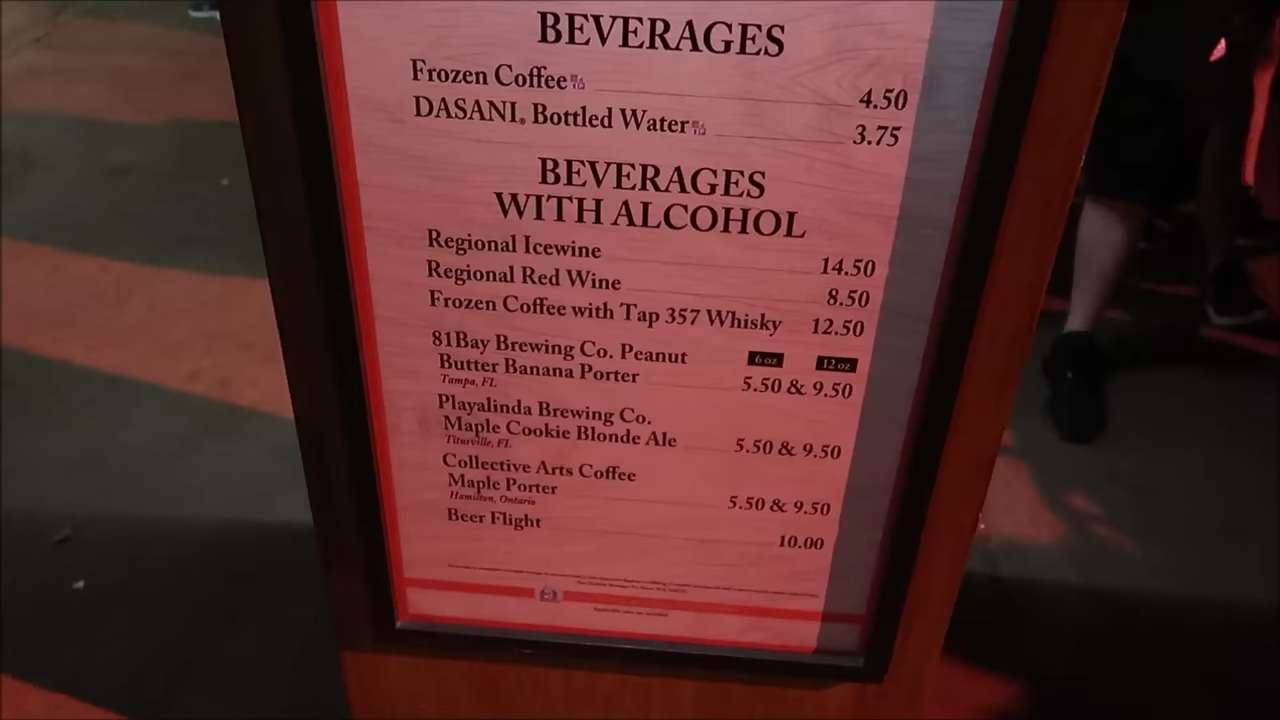 BEVERAGES
Frozen Coffee 4.50
DASANI® Bottled Water 3.75
BEVERAGES
WITH ALCOHOL
Regional Icewine 14.50
Regional Red Wine 8.50
Frozen Coffee with Tap 357 Whisky 12.50
81Bay Brewing Co. Peanut 6 oz 12 oz
Butter Banana Porter 5.50 & 9.50
Tampa, FL
Playalinda Brewing Co.
Maple Cookie Blonde Ale 5.50 & 9.50
Titusville, FL
Collective Arts Coffee
Maple Porter 5.50 & 9.50
Hamilton, Ontario
Beer Flight 10.00